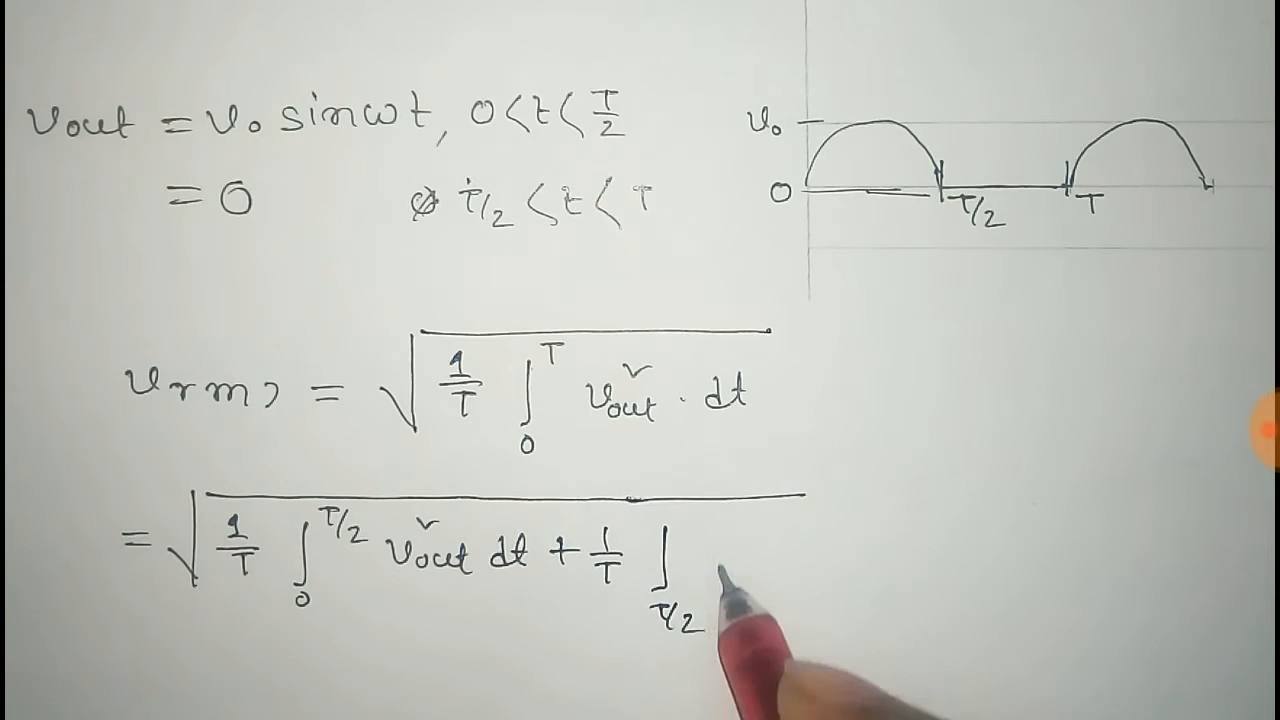 Vout = V₀ sinωt, 0<t<T/2
= 0 T/2 <t< T
V₀
0 T/2 T
Vrms = √(1/T ∫₀ᵀ Vout² · dt)
= √(1/T ∫₀^(T/2) Vout² dt + 1/T ∫_(T/2)